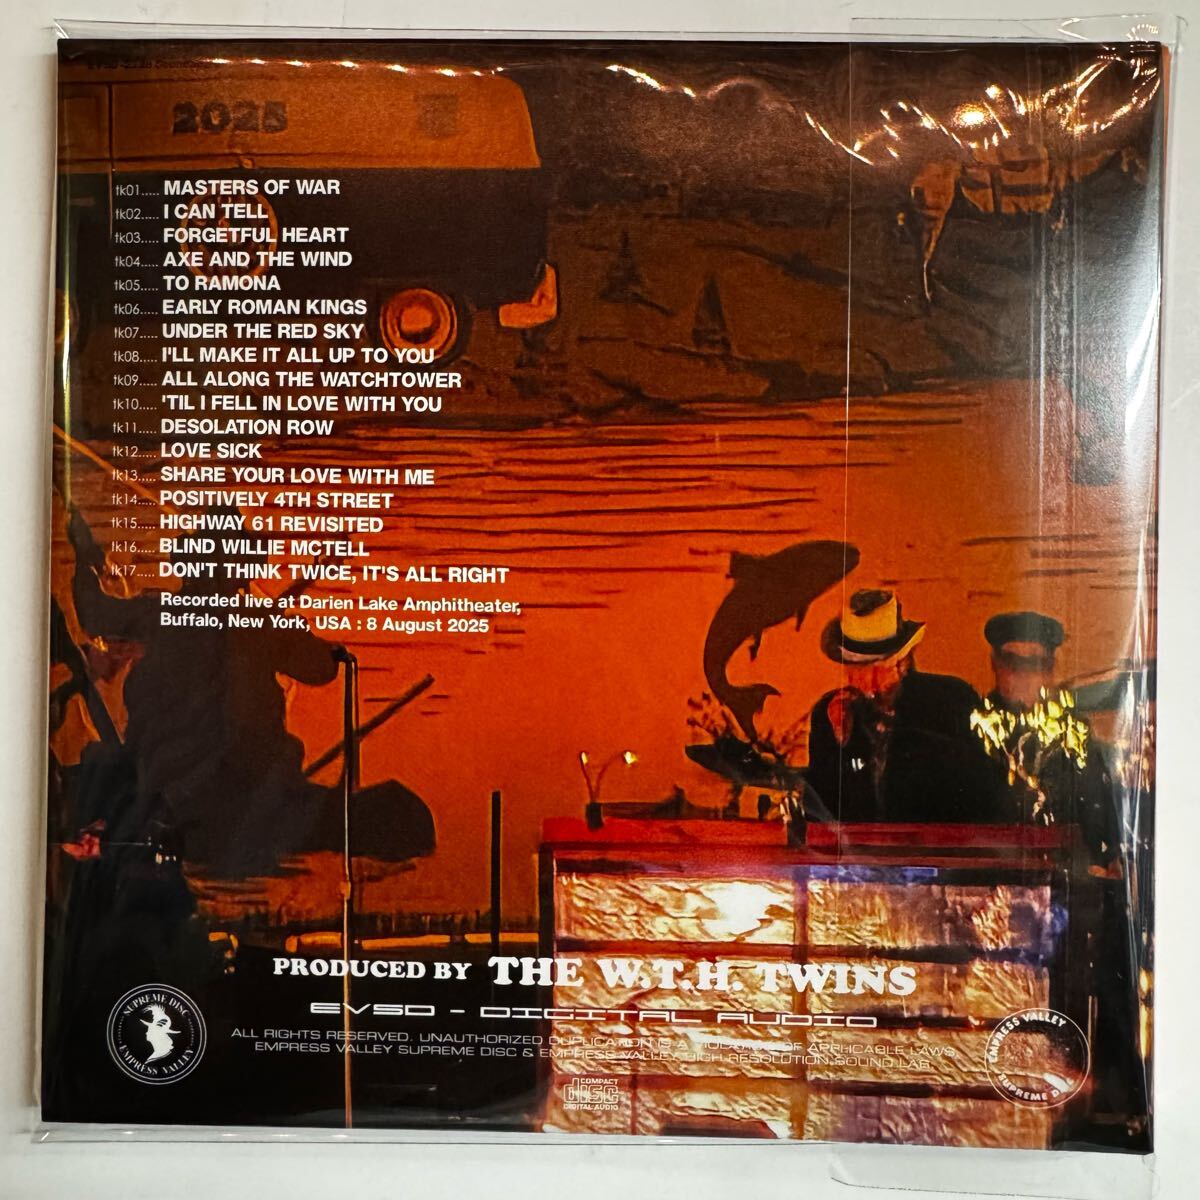 2025
tk01..... MASTERS OF WAR
tk02..... I CAN TELL
tk03..... FORGETFUL HEART
tk04..... AXE AND THE WIND
tk05..... TO RAMONA
tk06..... EARLY ROMAN KINGS
tk07..... UNDER THE RED SKY
tk08..... I'LL MAKE IT ALL UP TO YOU
tk09..... ALL ALONG THE WATCHTOWER
tk10..... 'TIL I FELL IN LOVE WITH YOU
tk11..... DESOLATION ROW
tk12..... LOVE SICK
tk13..... SHARE YOUR LOVE WITH ME
tk14..... POSITIVELY 4TH STREET
tk15..... HIGHWAY 61 REVISITED
tk16..... BLIND WILLIE MCTELL
tk17..... DON'T THINK TWICE, IT'S ALL RIGHT
Recorded live at Darien Lake Amphitheater,
Buffalo, New York, USA : 8 August 2025
PRODUCED BY THE W.T.H. TWINS
EVSD - DIGITAL AUDIO
ALL RIGHTS RESERVED. UNAUTHORIZED DUPLICATION IS A VIOLATION OF APPLICABLE LAWS.
EMPRESS VALLEY SUPREME DISC & EMPRESS VALLEY HIGH RESOLUTION SOUND LAB.
SUPREME DISC
EMPRESS VALLEY
EMPRESS VALLEY
SUPREME
COMPACT
disc
DIGITAL AUDIO